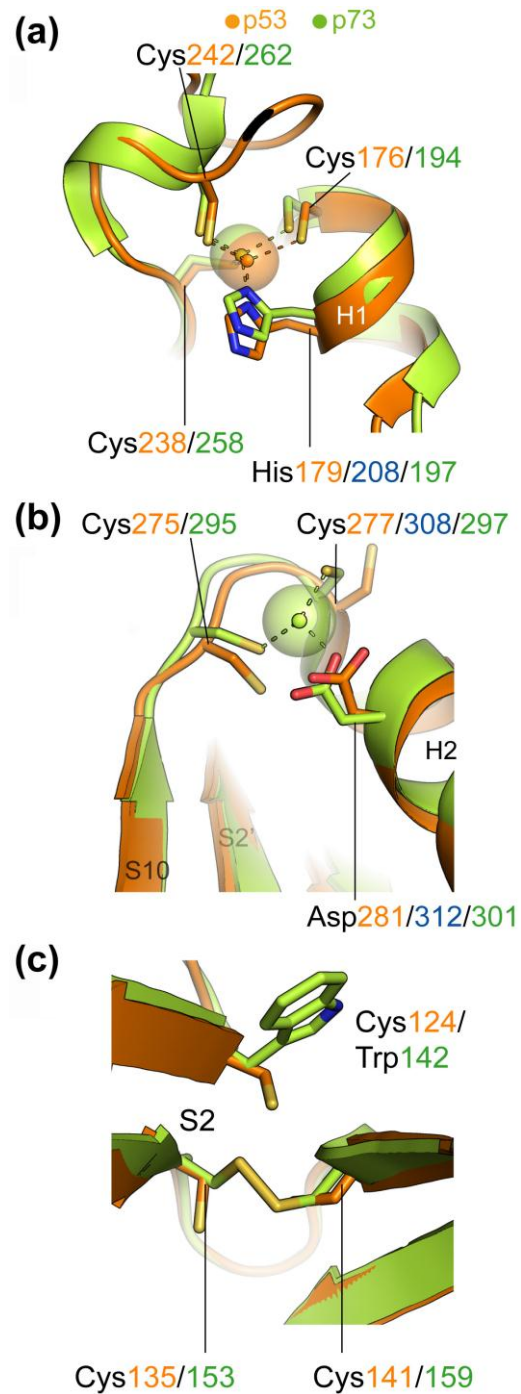 (a)
●p53 ●p73
Cys242/262
Cys176/194
H1
Cys238/258
His179/208/197
(b)
Cys275/295 Cys277/308/297
H2
S10 S2'
Asp281/312/301
(c)
Cys124/
Trp142
S2
Cys135/153 Cys141/159